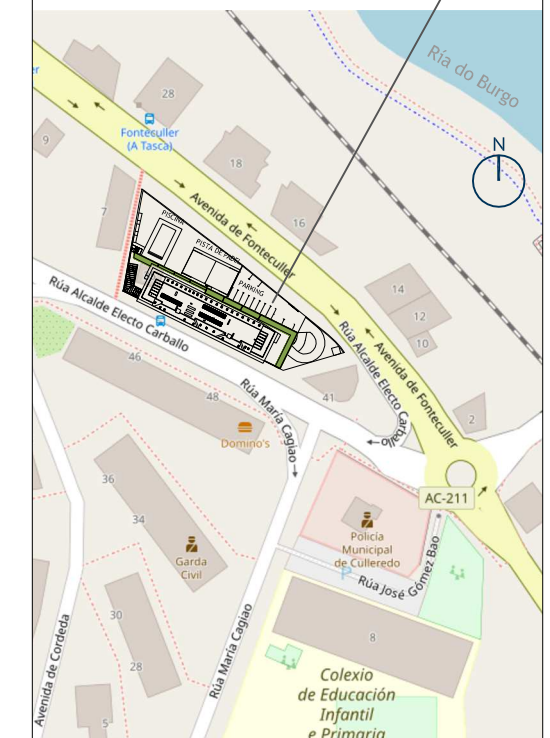 Ría do Burgo
N
er
28
Fonteculler
(A Tasca)
9
18
7
16
Avenida de Fonteculler
PISCINA
PISTA DE PADEL
PARKING
14
12
10
Rúa Alcalde Electo Carballo
Rúa Alcalde Electo Carballo
Avenida de Fonteculler
46
48
41
2
Rúa María Cagiao
Domino's
AC-211
36
34
Garda
Civil
Policía
Municipal
de Culleredo
P
Rúa José Gómez Bao
30
28
8
Avenida de Cordeda
Rúa María Cagiao
5
Colexio
de Educación
Infantil
e Primaria